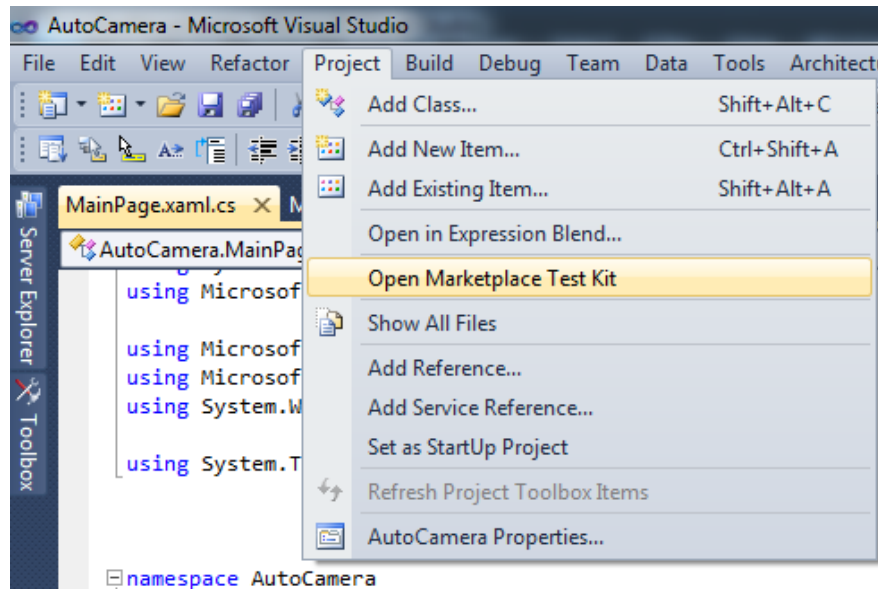 AutoCamera - Microsoft Visual Studio
File Edit View Refactor Project Build Debug Team Data Tools Architect
Add Class... Shift+Alt+C
Add New Item... Ctrl+Shift+A
Add Existing Item... Shift+Alt+A
Open in Expression Blend...
Open Marketplace Test Kit
Show All Files
Add Reference...
Add Service Reference...
Set as StartUp Project
Refresh Project Toolbox Items
AutoCamera Properties...
Server Explorer
Toolbox
MainPage.xaml.cs M
AutoCamera.MainPag
using Microsof
using Microsof
using Microsof
using System.W
using System.T
namespace AutoCamera